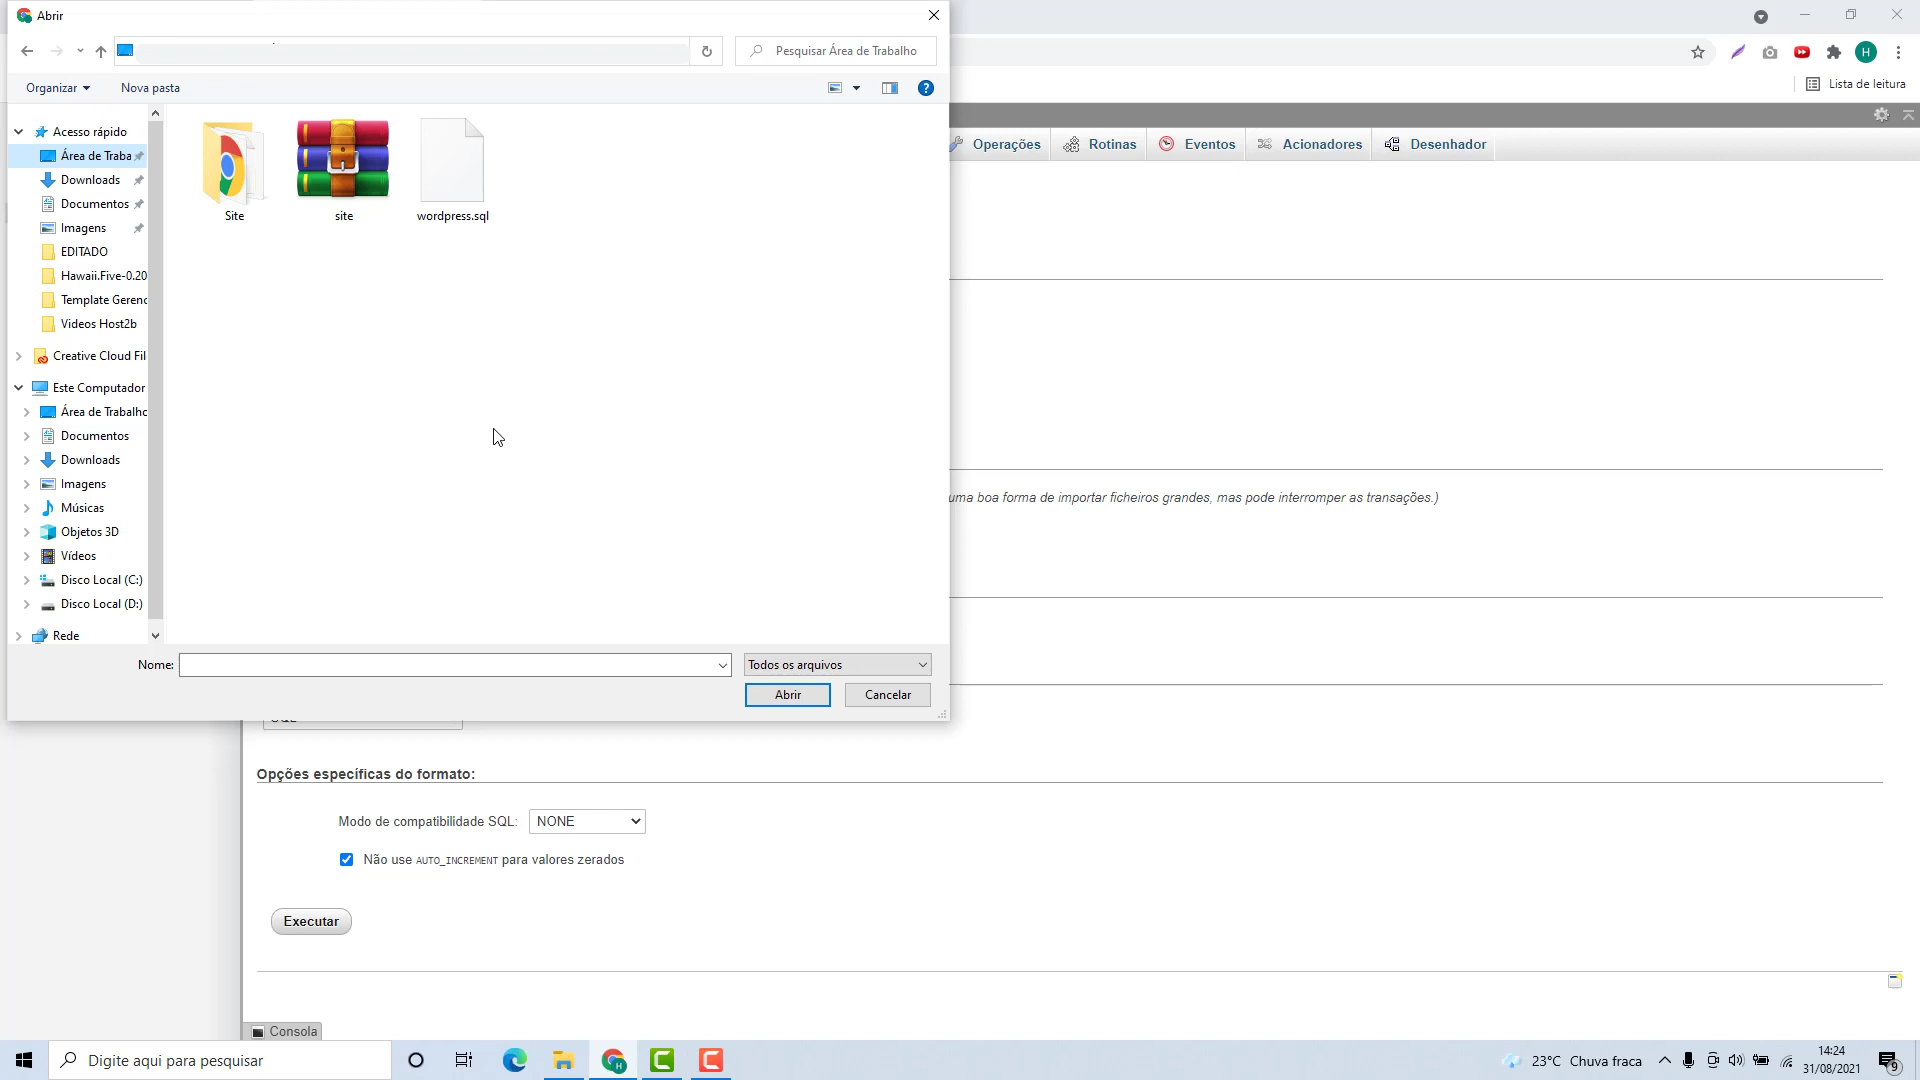 Abrir
Pesquisar Área de Trabalho
Organizar
Nova pasta
Lista de leitura
H
Acesso rápido
Área de Traba
Downloads
Documentos
Imagens
EDITADO
Hawaii.Five-0.20
Template Gerenc
Videos Host2b
Creative Cloud Fil
Este Computador
Área de Trabalho
Documentos
Downloads
Imagens
Músicas
Objetos 3D
Vídeos
Disco Local (C:)
Disco Local (D:)
Rede
Site
site
wordpress.sql
Operações
Rotinas
Eventos
Acionadores
Desenhador
uma boa forma de importar ficheiros grandes, mas pode interromper as transações.)
Nome:
Todos os arquivos
Abrir
Cancelar
Opções específicas do formato:
Modo de compatibilidade SQL:
NONE
Não use AUTO_INCREMENT para valores zerados
Executar
Consola
Digite aqui para pesquisar
23°C Chuva fraca
14:24
31/08/2021
9